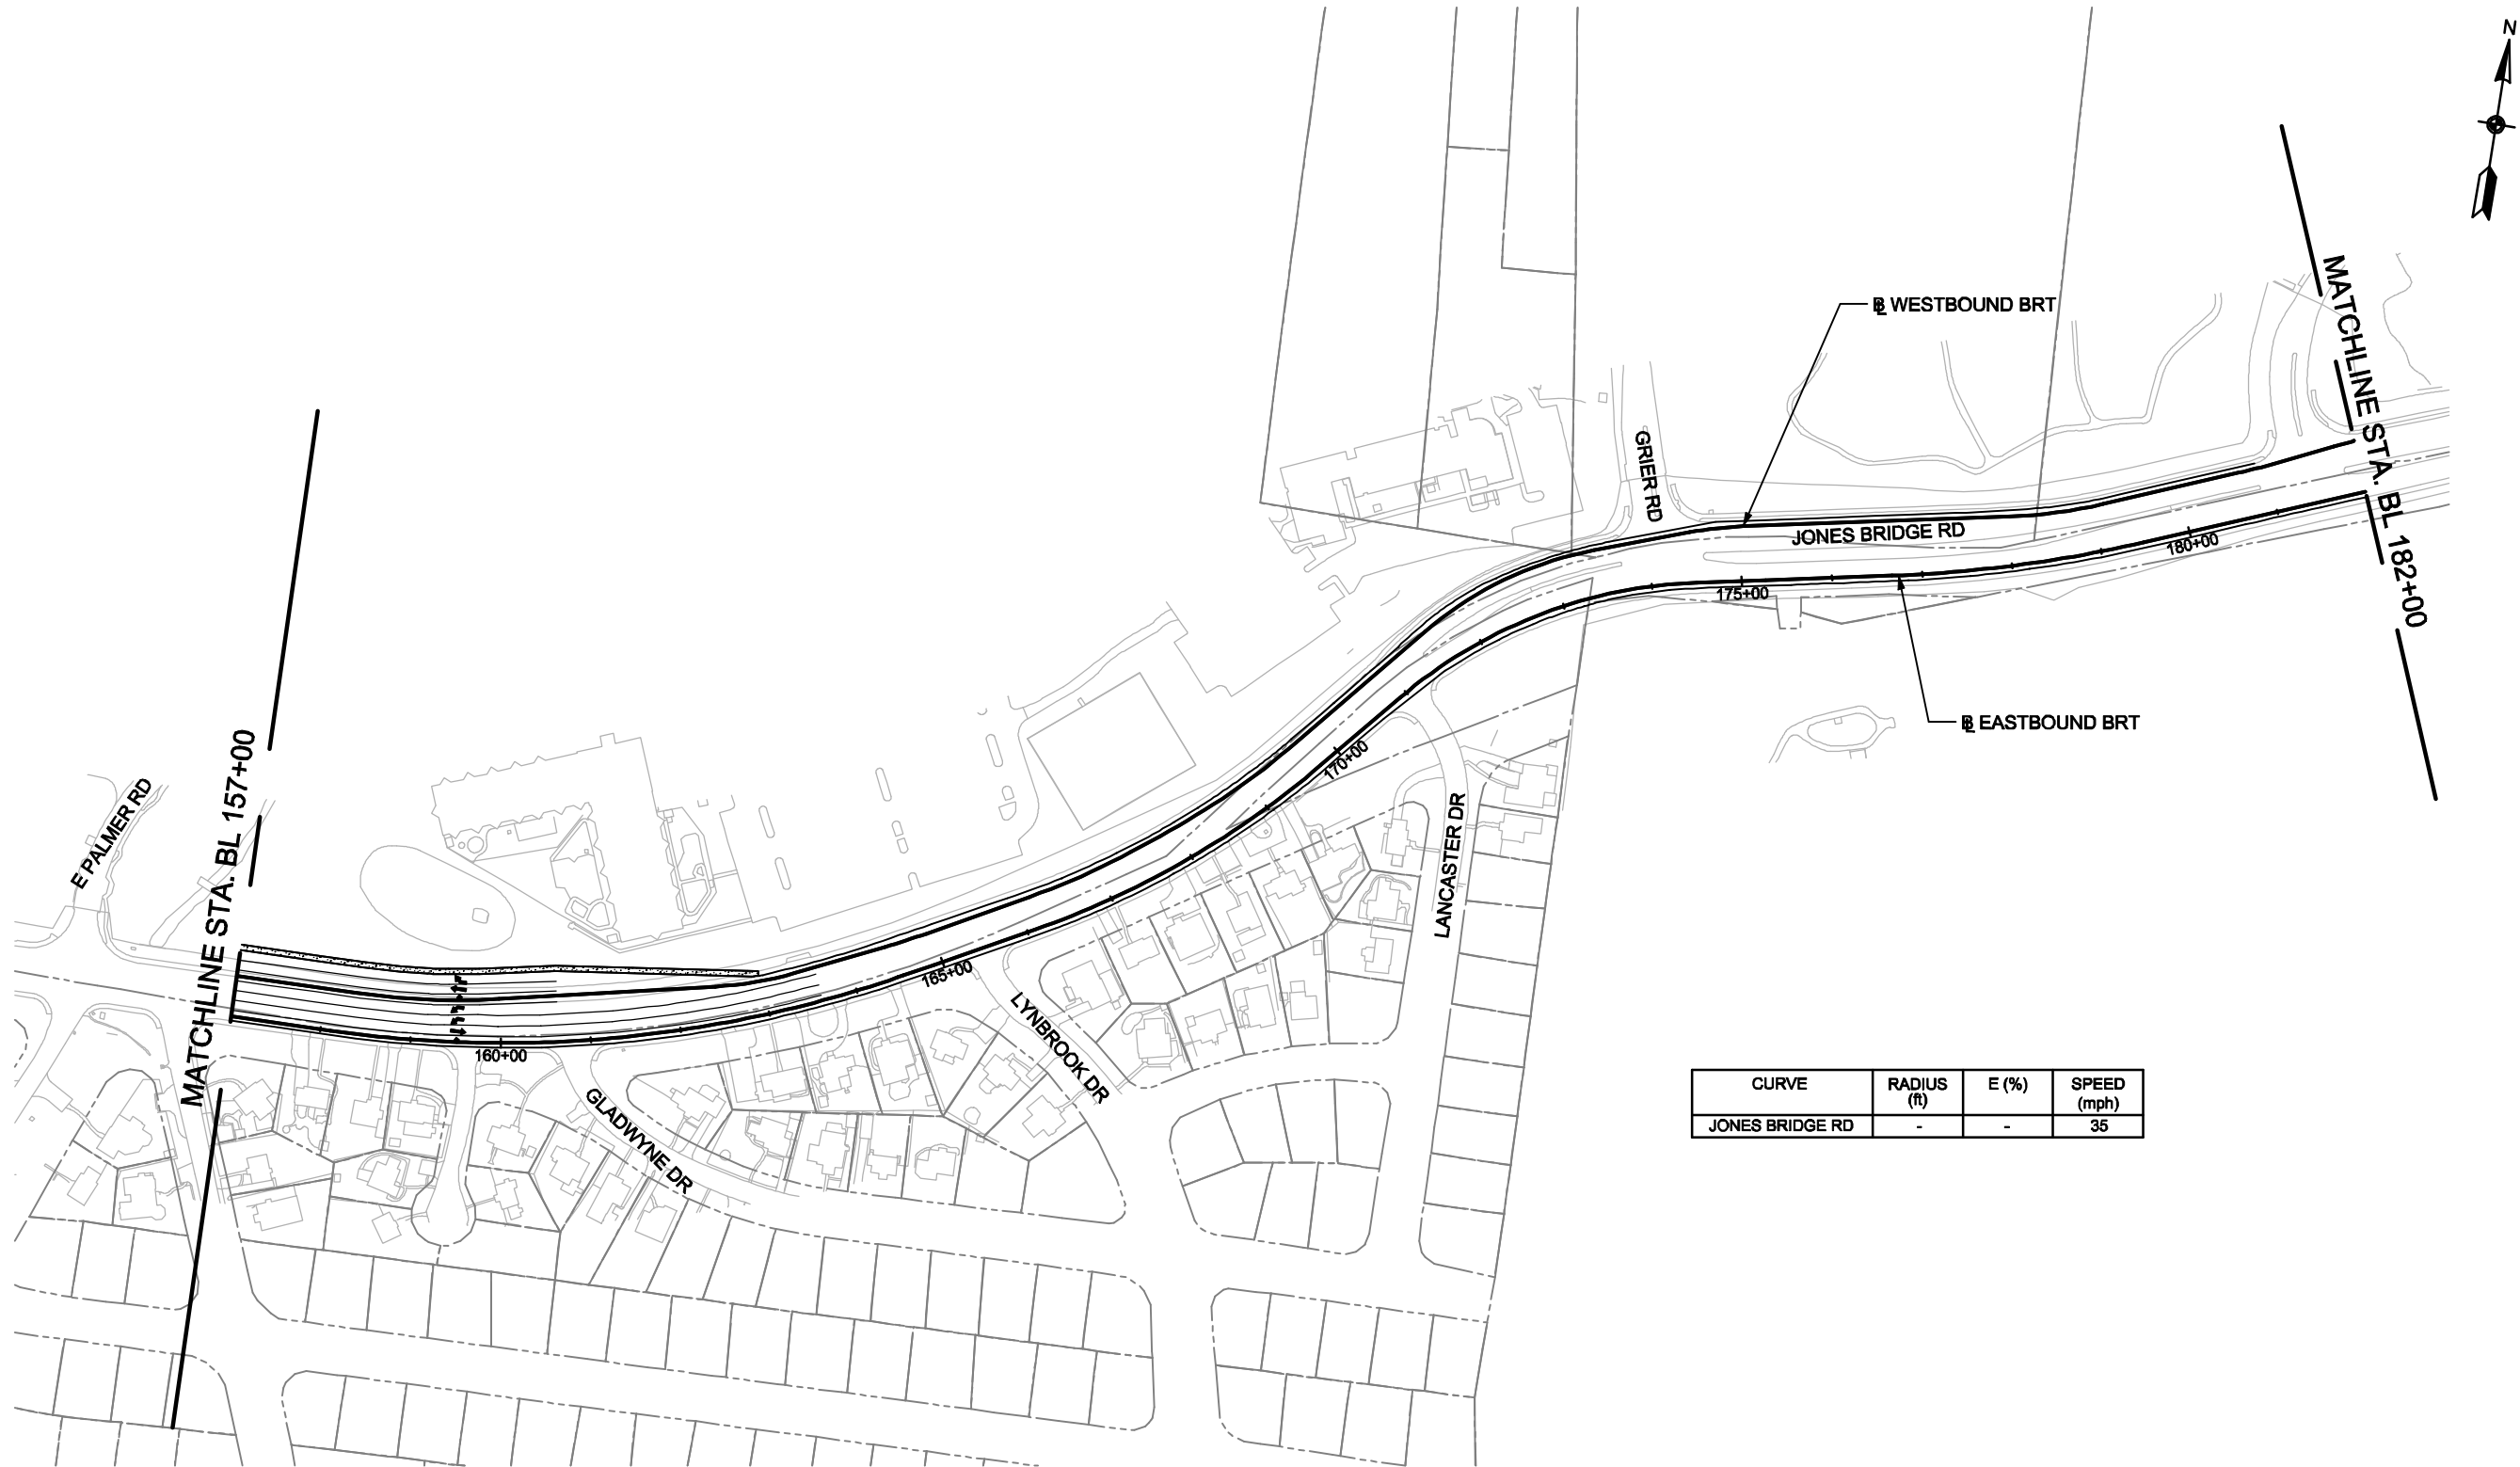 N
MATCHLINE STA. BL 182+00
BL WESTBOUND BRT
GRIER RD
JONES BRIDGE RD
180+00
175+00
BL EASTBOUND BRT
170+00
MATCHLINE STA. BL 157+00
E PALMER RD
LANCASTER DR
165+00
LYNBROOK DR
160+00
GLADWYNE DR
CURVE RADIUS (ft) E (%) SPEED (mph)
JONES BRIDGE RD - - 35